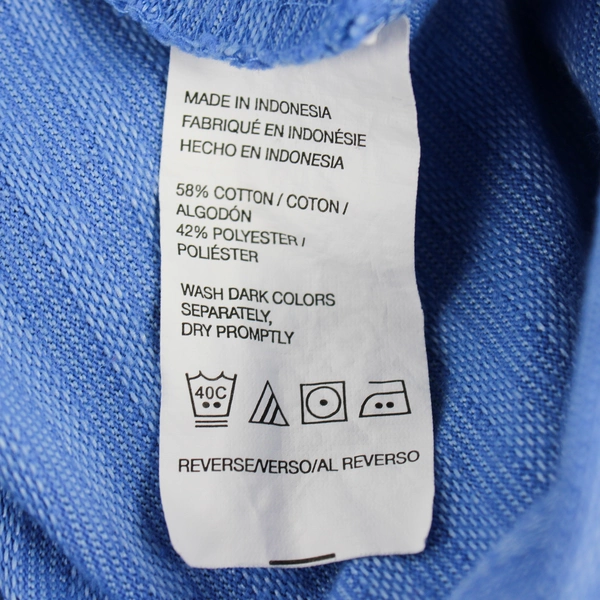 MADE IN INDONESIA
FABRIQUÉ EN INDONÉSIE
HECHO EN INDONESIA
58% COTTON / COTON /
ALGODÓN
42% POLYESTER /
POLIÉSTER
WASH DARK COLORS
SEPARATELY,
DRY PROMPTLY
40C
REVERSE/VERSO/AL REVERSO